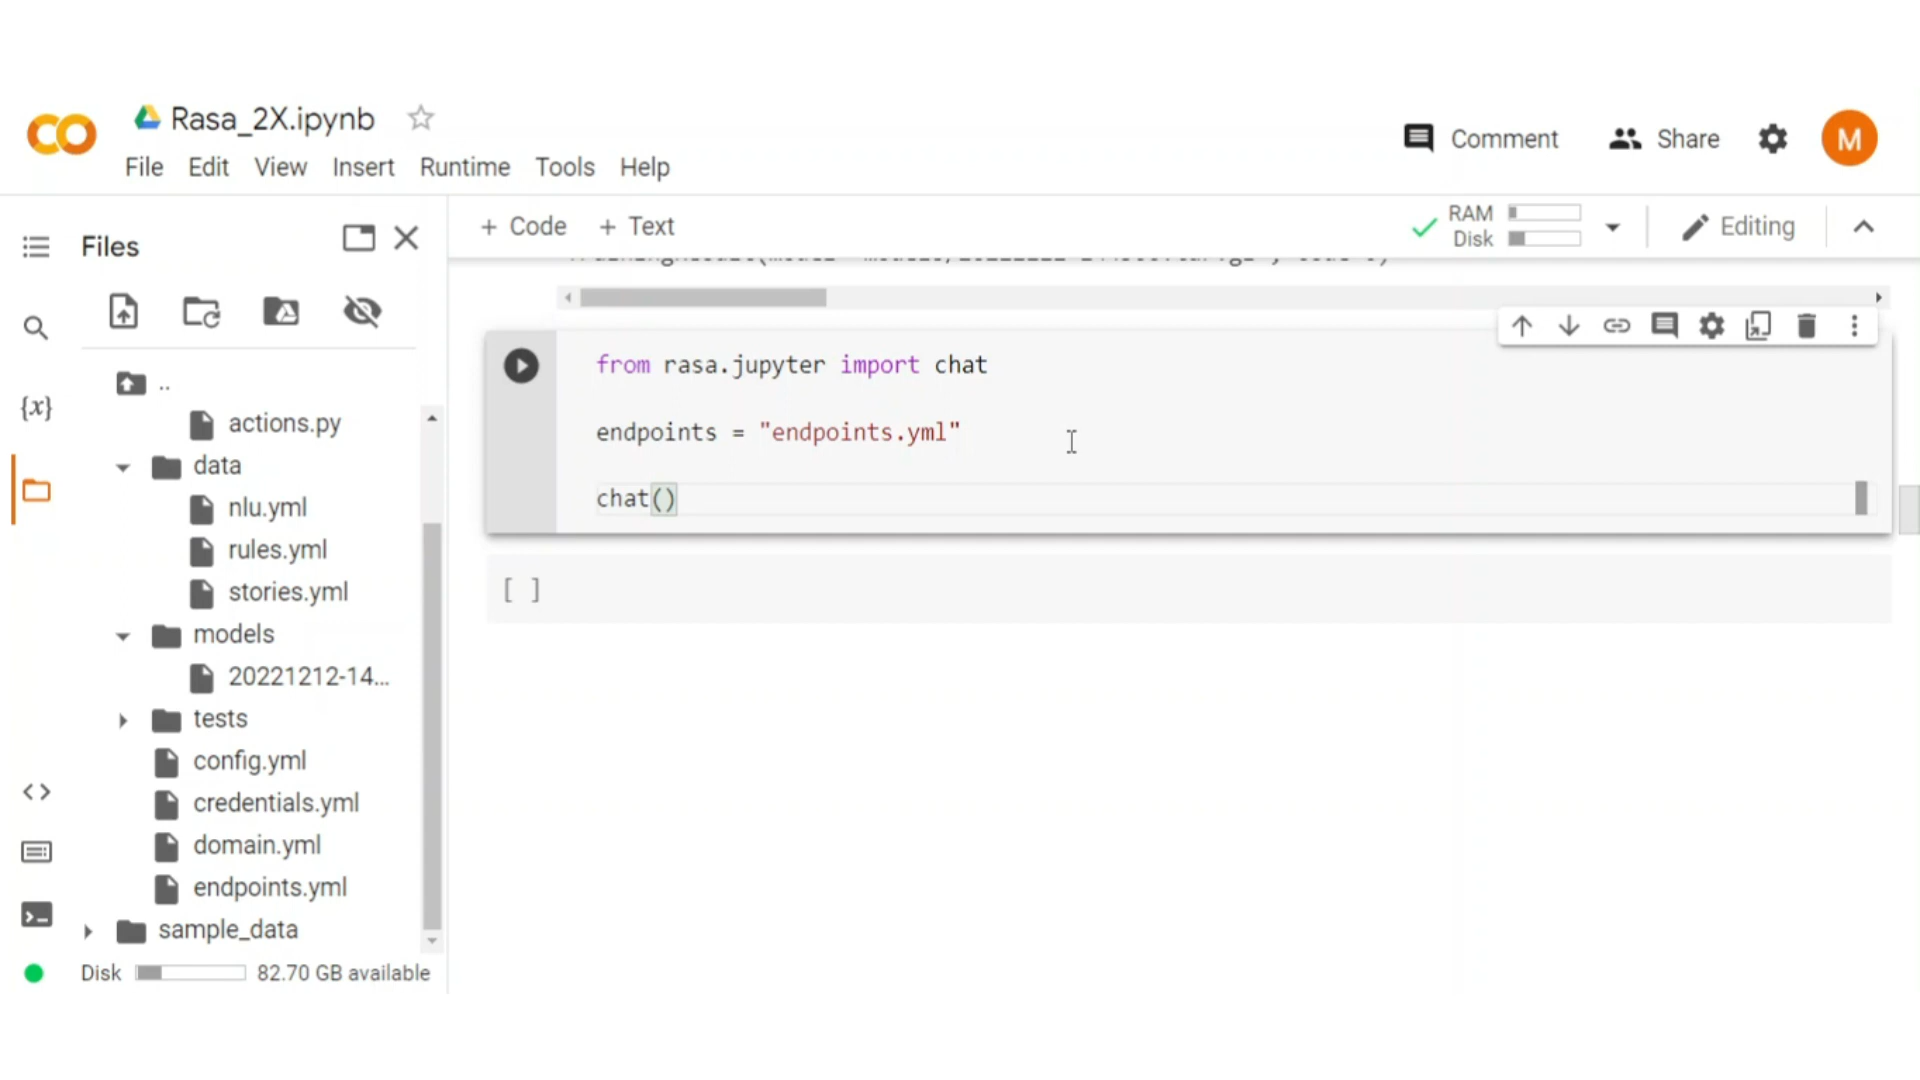 Rasa_2X.ipynb
Comment
Share
M
File Edit View Insert Runtime Tools Help
Files
+ Code + Text
RAM
Disk
Editing
..
actions.py
data
nlu.yml
rules.yml
stories.yml
models
20221212-14...
tests
config.yml
credentials.yml
domain.yml
endpoints.yml
sample_data
Disk 82.70 GB available
{x}
from rasa.jupyter import chat
endpoints = "endpoints.yml"
chat()
[ ]